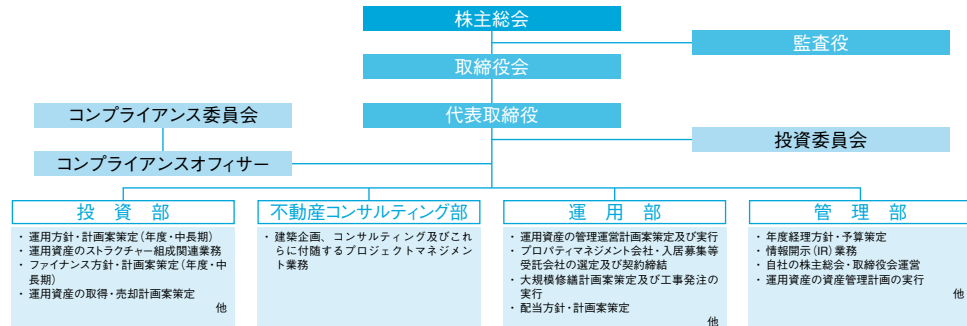 株主総会
監査役
取締役会
コンプライアンス委員会
代表取締役
投資委員会
コンプライアンスオフィサー
投資部
・運用方針・計画案策定(年度・中長期)
・運用資産のストラクチャー組成関連業務
・ファイナンス方針・計画案策定(年度・中
長期)
・運用資産の取得・売却計画案策定
他
不動産コンサルティング部
・建築企画、コンサルティング及びこれ
らに付随するプロジェクトマネジメン
ト業務
運用部
・運用資産の管理運営計画案策定及び実行
・プロパティマネジメント会社・入居募集等
受託会社の選定及び契約締結
・大規模修繕計画案策定及び工事発注の
実行
・配当方針・計画案策定
他
管理部
・年度経理方針・予算策定
・情報開示(IR)業務
・自社の株主総会・取締役会運営
・運用資産の資産管理計画の実行
他